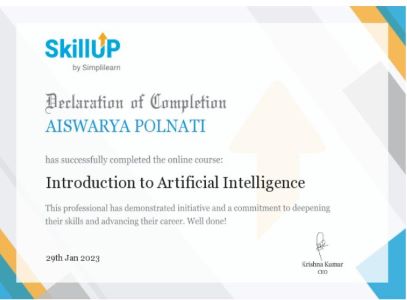 SkillUP
by Simplilearn
Declaration of Completion
AISWARYA POLNATI
has successfully completed the online course:
Introduction to Artificial Intelligence
This professional has demonstrated initiative and a commitment to deepening
their skills and advancing their career. Well done!
29th Jan 2023
Krishna Kumar
CEO